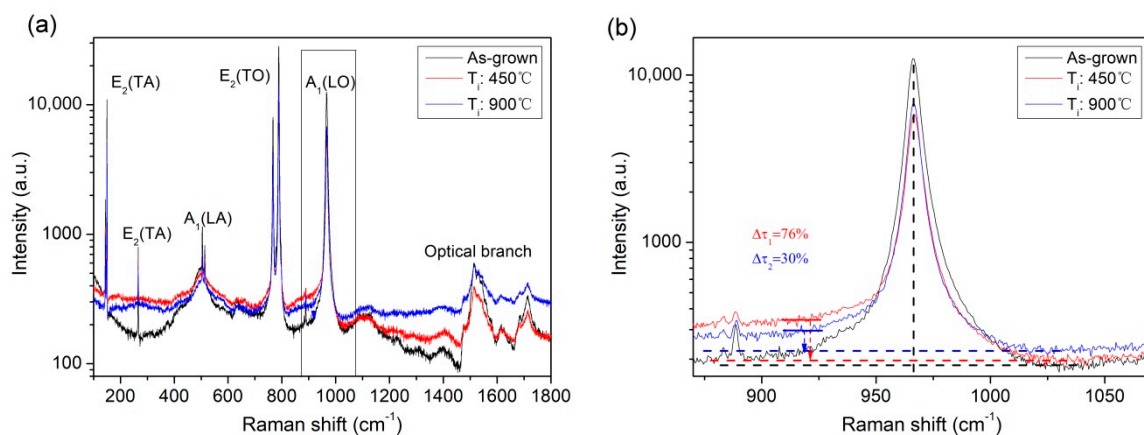 (a)
As-grown
Tᵢ: 450℃
Tᵢ: 900℃
E₂(TA)
E₂(TO)
A₁(LO)
E₂(TA)
A₁(LA)
Optical branch
10,000
1000
100
Intensity (a.u.)
200 400 600 800 1000 1200 1400 1600 1800
Raman shift (cm⁻¹)
(b)
As-grown
Tᵢ: 450℃
Tᵢ: 900℃
Δτ₁=76%
Δτ₂=30%
10,000
1000
Intensity (a.u.)
900 950 1000 1050
Raman shift (cm⁻¹)